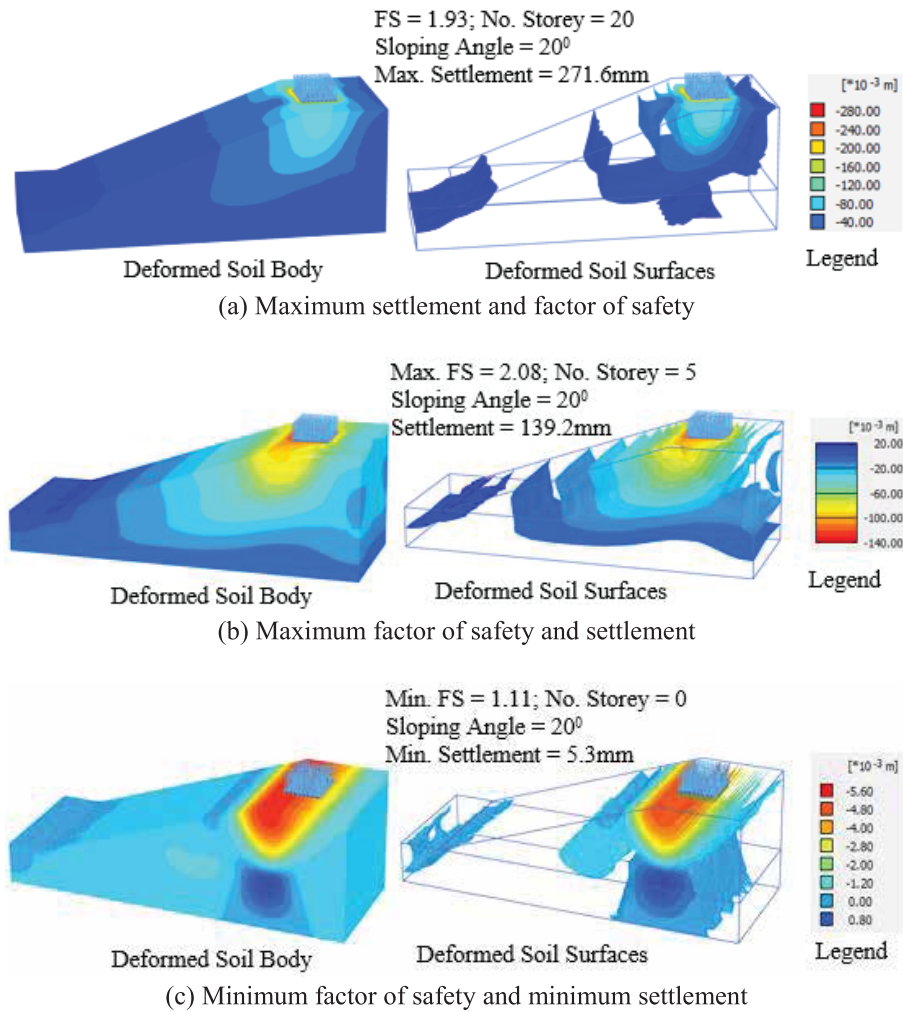 FS = 1.93; No. Storey = 20
Sloping Angle = 20⁰
Max. Settlement = 271.6mm
[*10 -3 m]
-280.00
-240.00
-200.00
-160.00
-120.00
-80.00
-40.00
Legend
Deformed Soil Body
Deformed Soil Surfaces
(a) Maximum settlement and factor of safety
Max. FS = 2.08; No. Storey = 5
Sloping Angle = 20⁰
Settlement = 139.2mm
[*10 -3 m]
20.00
-20.00
-60.00
-100.00
-140.00
Legend
Deformed Soil Body
Deformed Soil Surfaces
(b) Maximum factor of safety and settlement
Min. FS = 1.11; No. Storey = 0
Sloping Angle = 20⁰
Min. Settlement = 5.3mm
[*10 -3 m]
-5.60
-4.80
-4.00
-2.80
-2.00
-1.20
0.00
0.80
Legend
Deformed Soil Body
Deformed Soil Surfaces
(c) Minimum factor of safety and minimum settlement